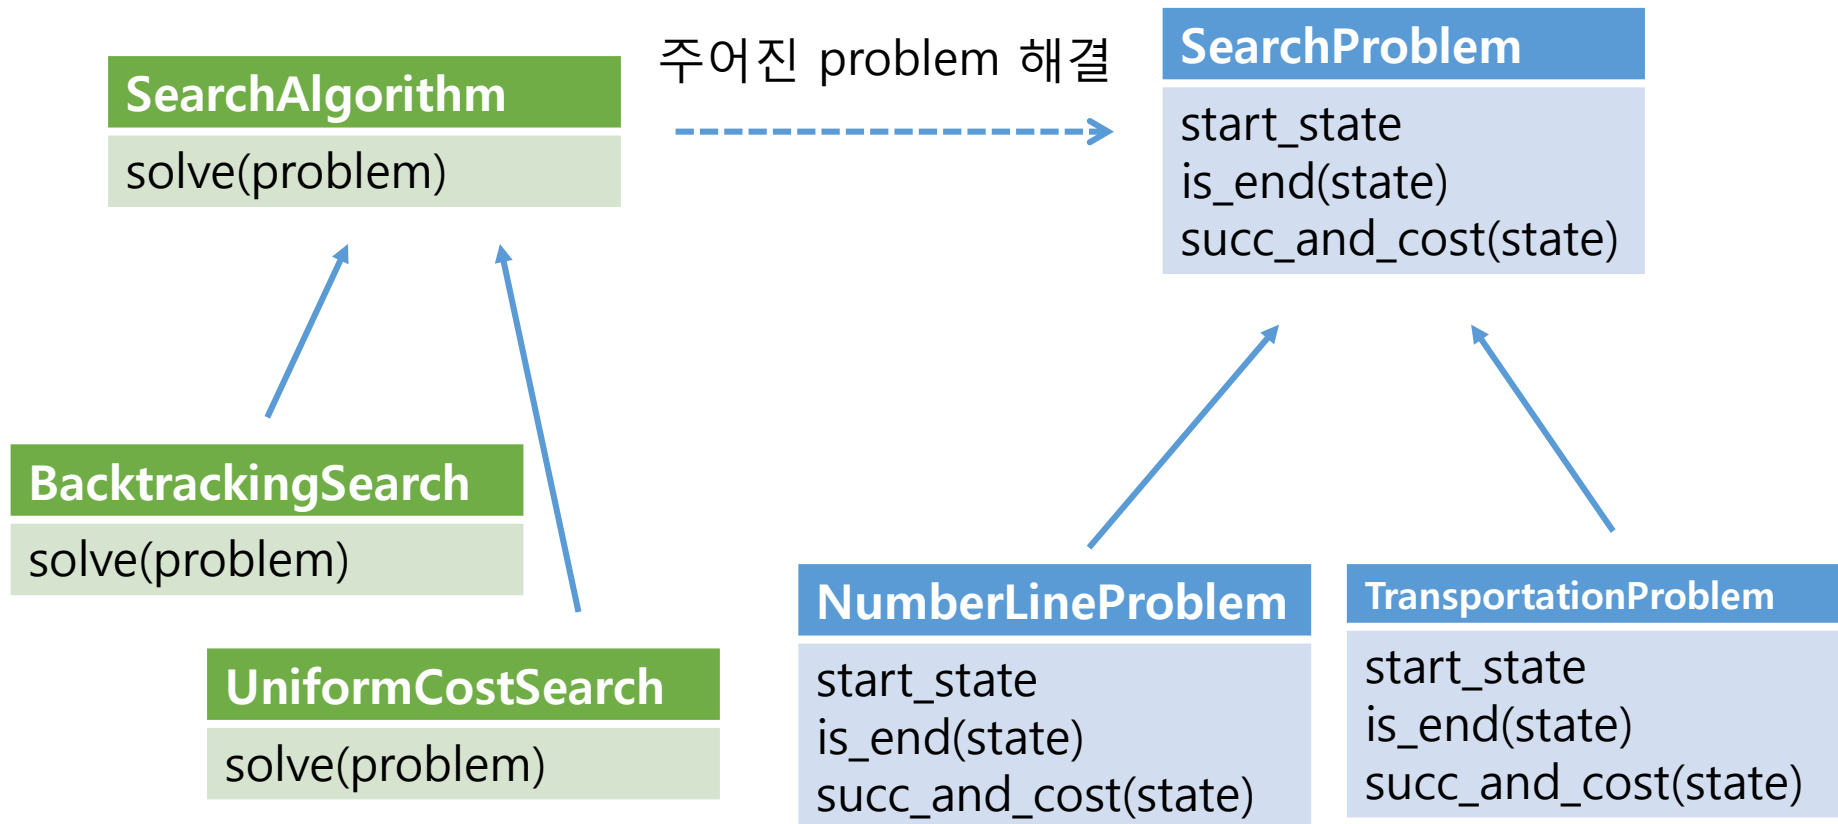 SearchAlgorithm
solve(problem)
주어진 problem 해결
SearchProblem
start_state
is_end(state)
succ_and_cost(state)
BacktrackingSearch
solve(problem)
UniformCostSearch
solve(problem)
NumberLineProblem
start_state
is_end(state)
succ_and_cost(state)
TransportationProblem
start_state
is_end(state)
succ_and_cost(state)